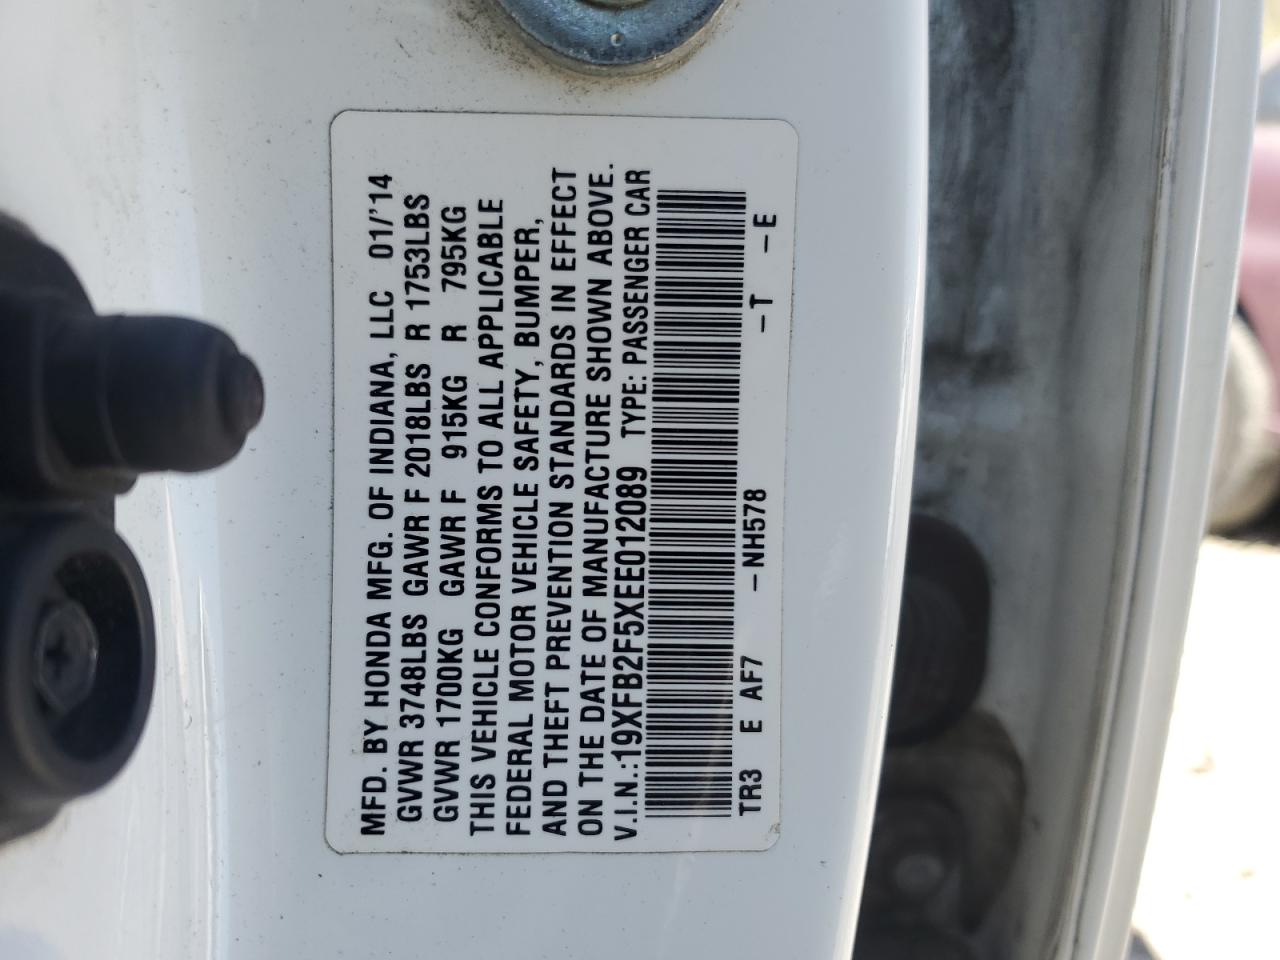 MFD. BY HONDA MFG. OF INDIANA, LLC 01/'14
GVWR 3748LBS GAWR F 2018LBS R 1753LBS
GVWR 1700KG GAWR F 915KG R 795KG
THIS VEHICLE CONFORMS TO ALL APPLICABLE
FEDERAL MOTOR VEHICLE SAFETY, BUMPER,
AND THEFT PREVENTION STANDARDS IN EFFECT
ON THE DATE OF MANUFACTURE SHOWN ABOVE.
V.I.N.:19XFB2F5XEE012089 TYPE: PASSENGER CAR
TR3 E AF7 -NH578 -T -E